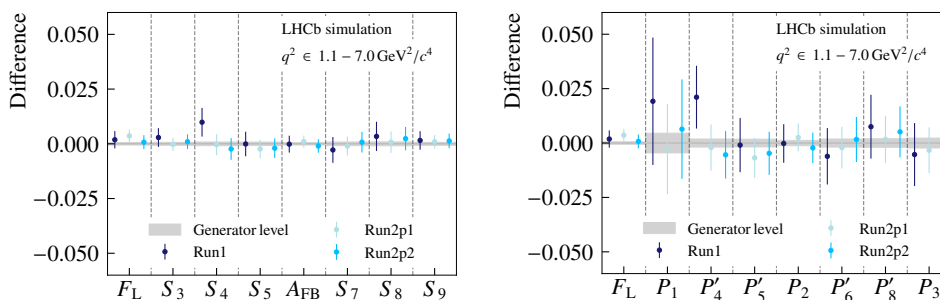 Difference
0.050
0.025
0.000
−0.025
−0.050
LHCb simulation
q² ∈ 1.1 – 7.0 GeV²/c⁴
Generator level
Run1
Run2p1
Run2p2
F_L S_3 S_4 S_5 A_FB S_7 S_8 S_9
Difference
0.050
0.025
0.000
−0.025
−0.050
LHCb simulation
q² ∈ 1.1 – 7.0 GeV²/c⁴
Generator level
Run1
Run2p1
Run2p2
F_L P_1 P′_4 P′_5 P_2 P′_6 P′_8 P_3